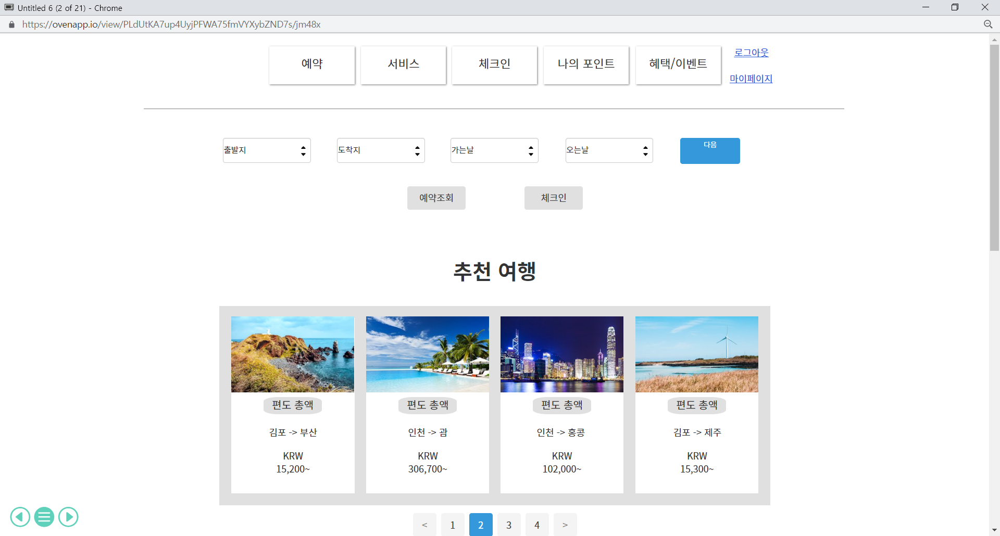 Untitled 6 (2 of 21) - Chrome
https://ovenapp.io/view/PLdUtKA7up4UyjPFWA75fmVYXybZND7s/jm48x
예약 서비스 체크인 나의 포인트 혜택/이벤트 로그아웃
마이페이지
출발지 도착지 가는날 오는날 다음
예약조회 체크인
추천 여행
편도 총액 편도 총액 편도 총액 편도 총액
김포 -> 부산 인천 -> 괌 인천 -> 홍콩 김포 -> 제주
KRW KRW KRW KRW
15,200~ 306,700~ 102,000~ 15,300~
< 1 2 3 4 >